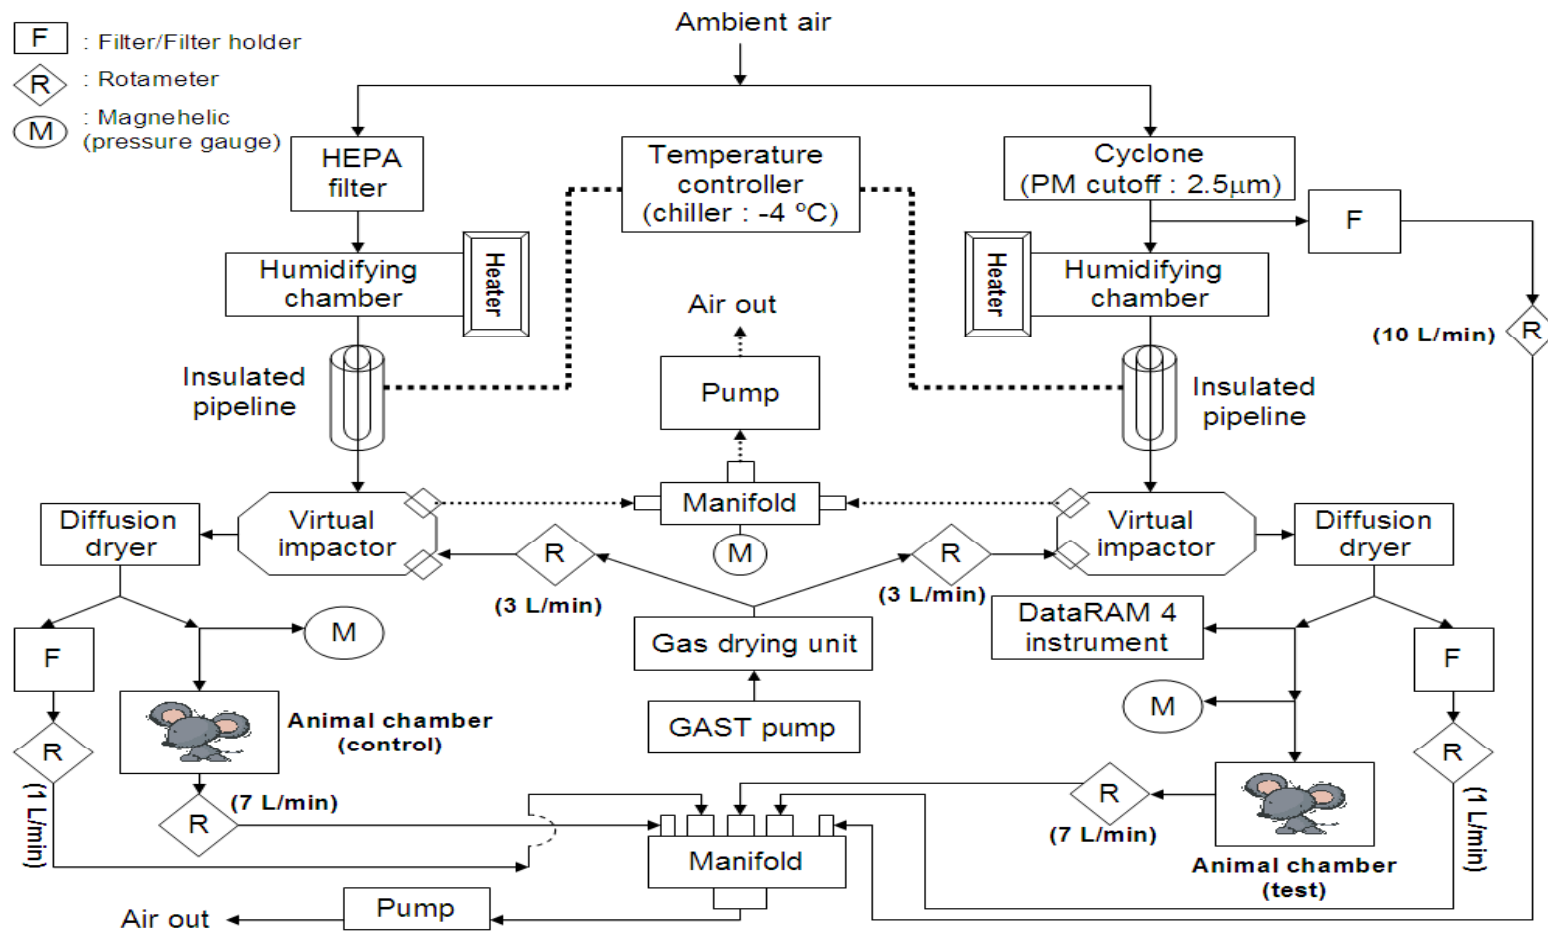 Ambient air
F
: Filter/Filter holder
R
: Rotameter
M
: Magnehelic
(pressure gauge)
HEPA
filter
Temperature
controller
(chiller : -4 °C)
Cyclone
(PM cutoff : 2.5μm)
F
Humidifying
chamber
Heater
Heater
Humidifying
chamber
Air out
(10 L/min)
R
Insulated
pipeline
Pump
Insulated
pipeline
Diffusion
dryer
Virtual
impactor
Manifold
Virtual
impactor
Diffusion
dryer
R
M
R
(3 L/min)
(3 L/min)
F
M
Gas drying unit
DataRAM 4
instrument
F
Animal chamber
(control)
GAST pump
M
R
R
(1 L/min)
(7 L/min)
R
R
(7 L/min)
(1 L/min)
Manifold
Animal chamber
(test)
Air out
Pump